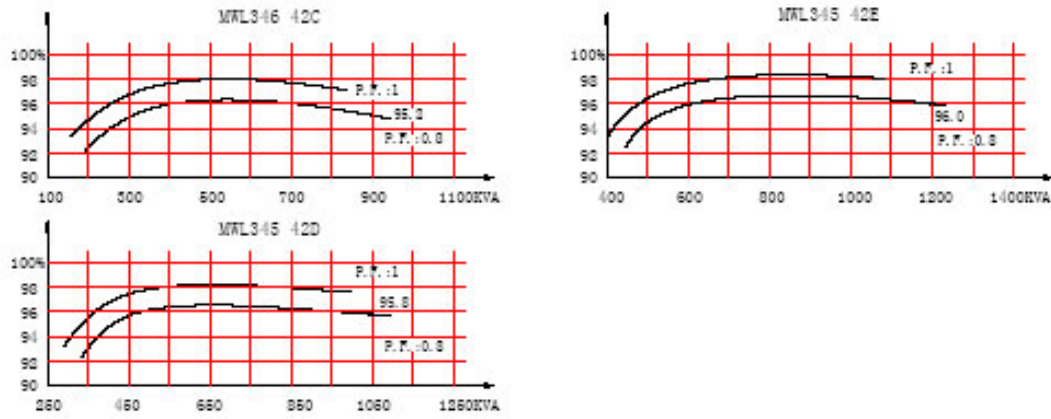 MWL346 42C
100%
98
96
94
92
90
P.F.:1
95.2
P.F.:0.8
100 300 500 700 900 1100KVA
MWL345 42E
100%
98
96
94
92
90
P.F.:1
96.0
P.F.:0.8
400 600 800 1000 1200 1400KVA
MWL345 42D
100%
98
96
94
92
90
P.F.:1
95.8
P.F.:0.8
250 450 650 850 1050 1250KVA